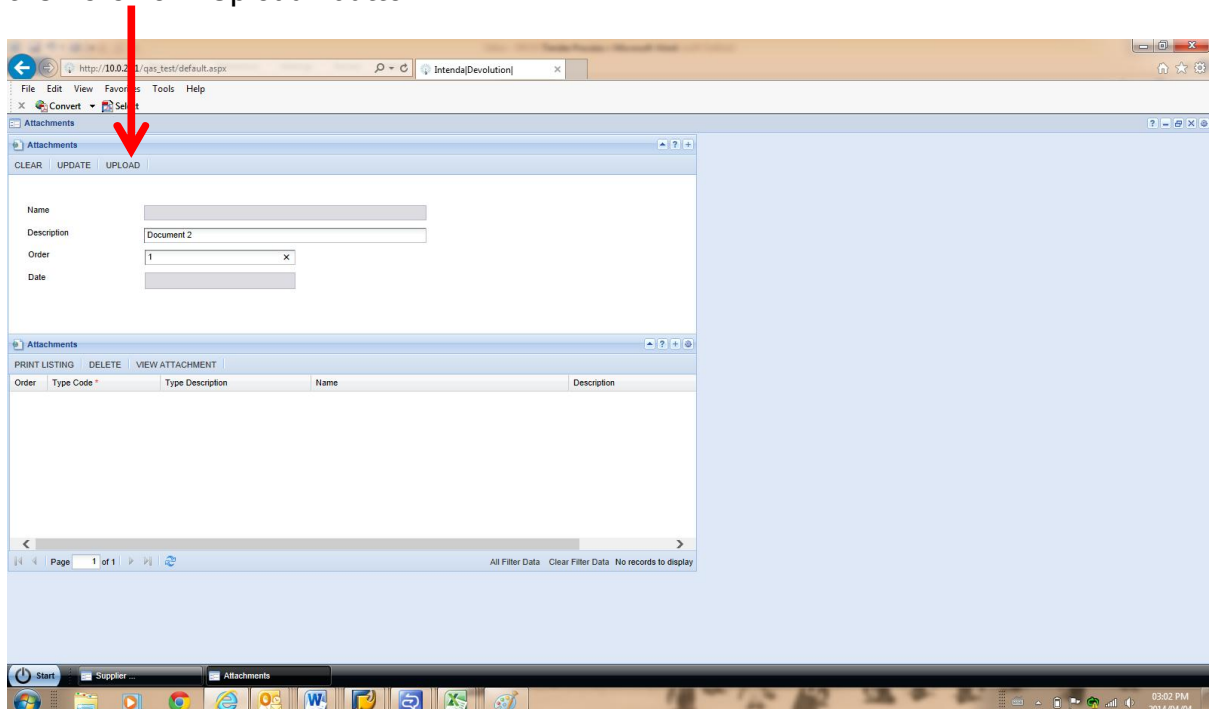 http://10.0.2. 1/qas_test/default.aspx
Intenda|Devolution|
File Edit View Favorites Tools Help
Convert Select
Attachments
Attachments
CLEAR UPDATE UPLOAD
Name
Description Document 2
Order 1
Date
Attachments
PRINT LISTING DELETE VIEW ATTACHMENT
Order Type Code * Type Description Name Description
Page 1 of 1 All Filter Data Clear Filter Data No records to display
Start Supplier ... Attachments
03:02 PM
2014/04/04